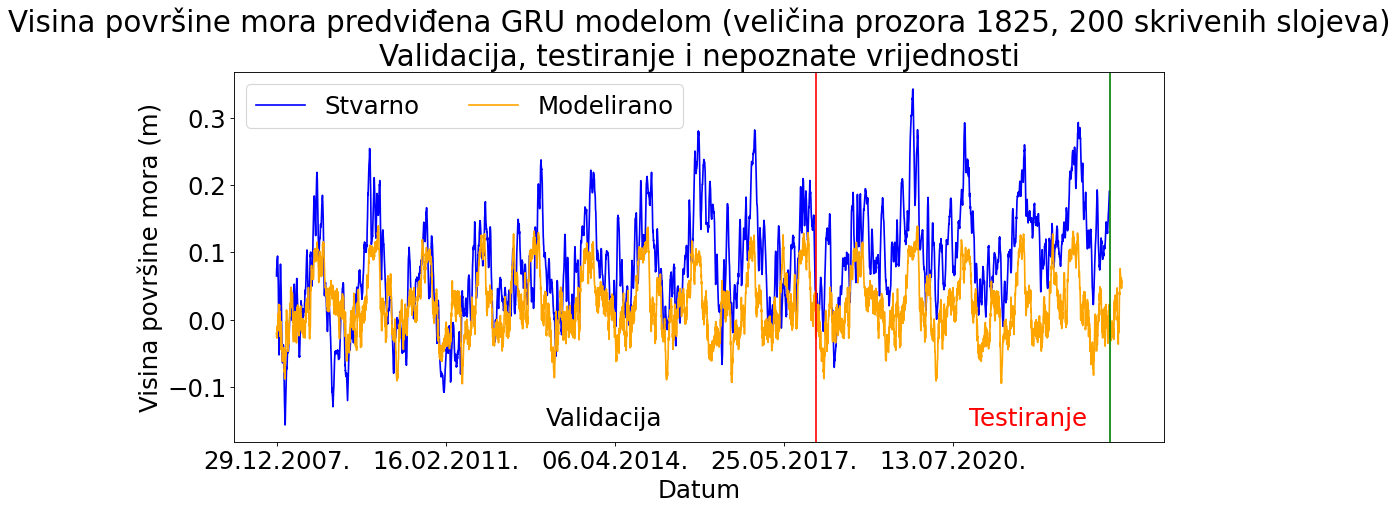 Visina površine mora predviđena GRU modelom (veličina prozora 1825, 200 skrivenih slojeva)
Validacija, testiranje i nepoznate vrijednosti
Stvarno
Modelirano
Visina površine mora (m)
0.3
0.2
0.1
0.0
−0.1
Validacija
Testiranje
29.12.2007.
16.02.2011.
06.04.2014.
25.05.2017.
13.07.2020.
Datum